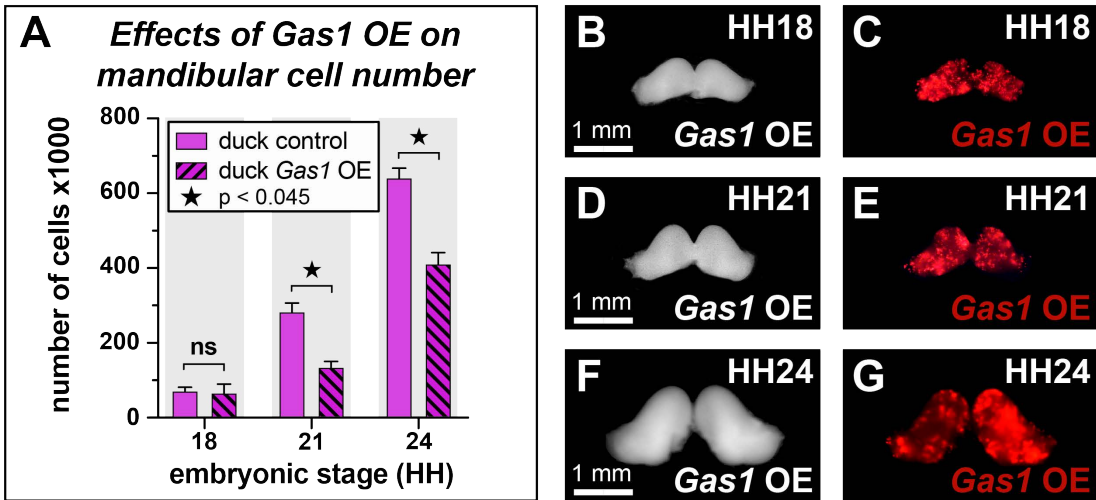 A
Effects of Gas1 OE on
mandibular cell number
number of cells x1000
800
600
400
200
0
duck control
duck Gas1 OE
★ p < 0.045
ns
★
★
18
21
24
embryonic stage (HH)
B
HH18
1 mm
Gas1 OE
C
HH18
Gas1 OE
D
HH21
1 mm
Gas1 OE
E
HH21
Gas1 OE
F
HH24
1 mm
Gas1 OE
G
HH24
Gas1 OE